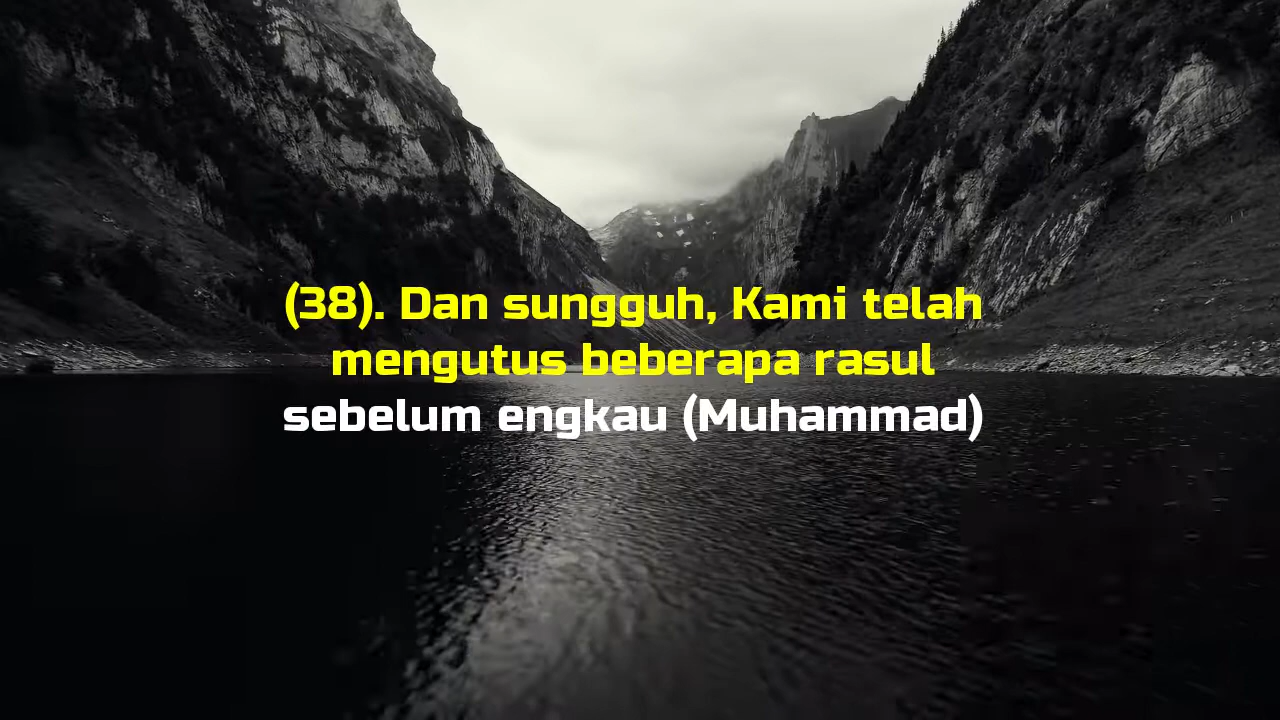 (38). Dan sungguh, Kami telah
mengutus beberapa rasul
sebelum engkau (Muhammad)